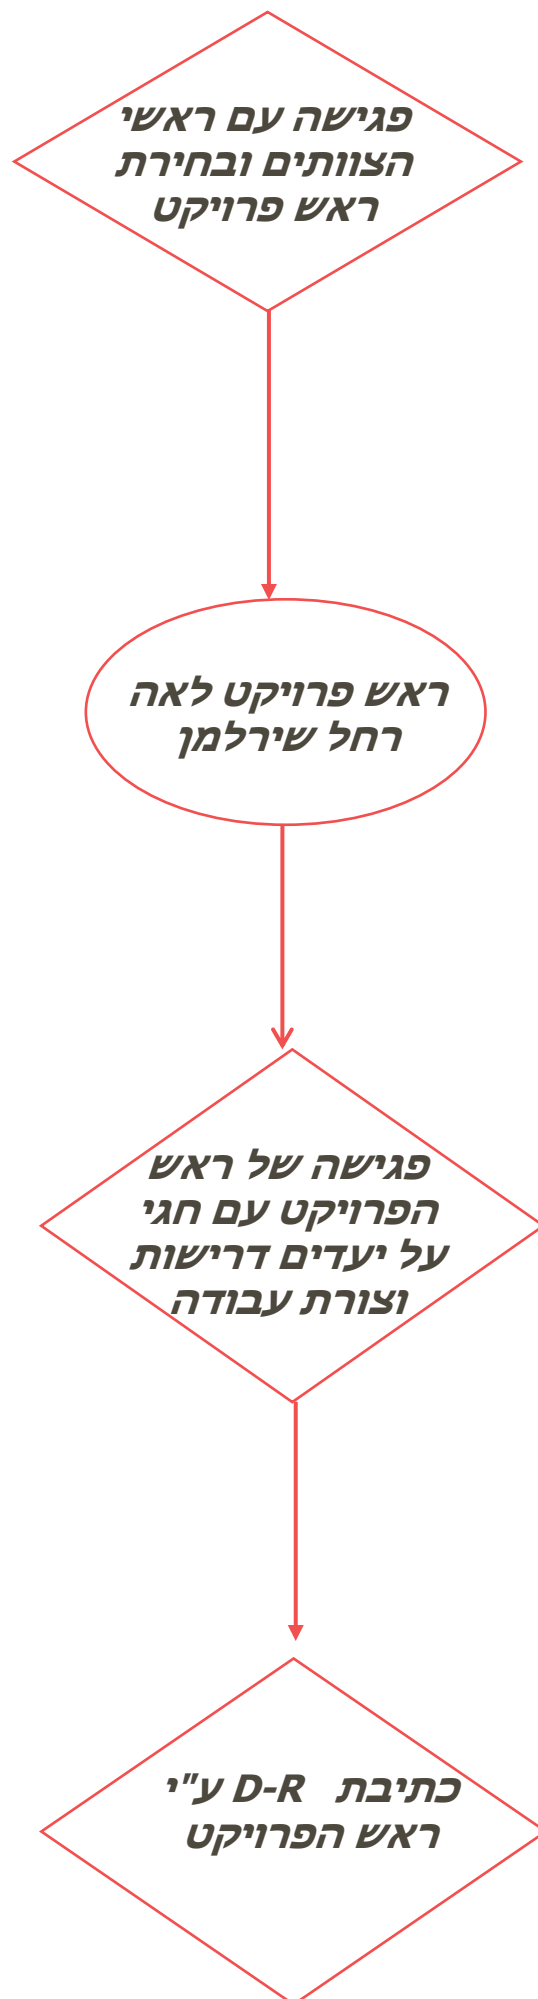 פגישה עם ראשי
הצוותים ובחירת
ראש פרויקט
ראש פרויקט לאה
רחל שירלמן
פגישה של ראש
הפרויקט עם חגי
על יעדים דרישות
וצורת עבודה
כתיבת D-R ע"י
ראש הפרויקט